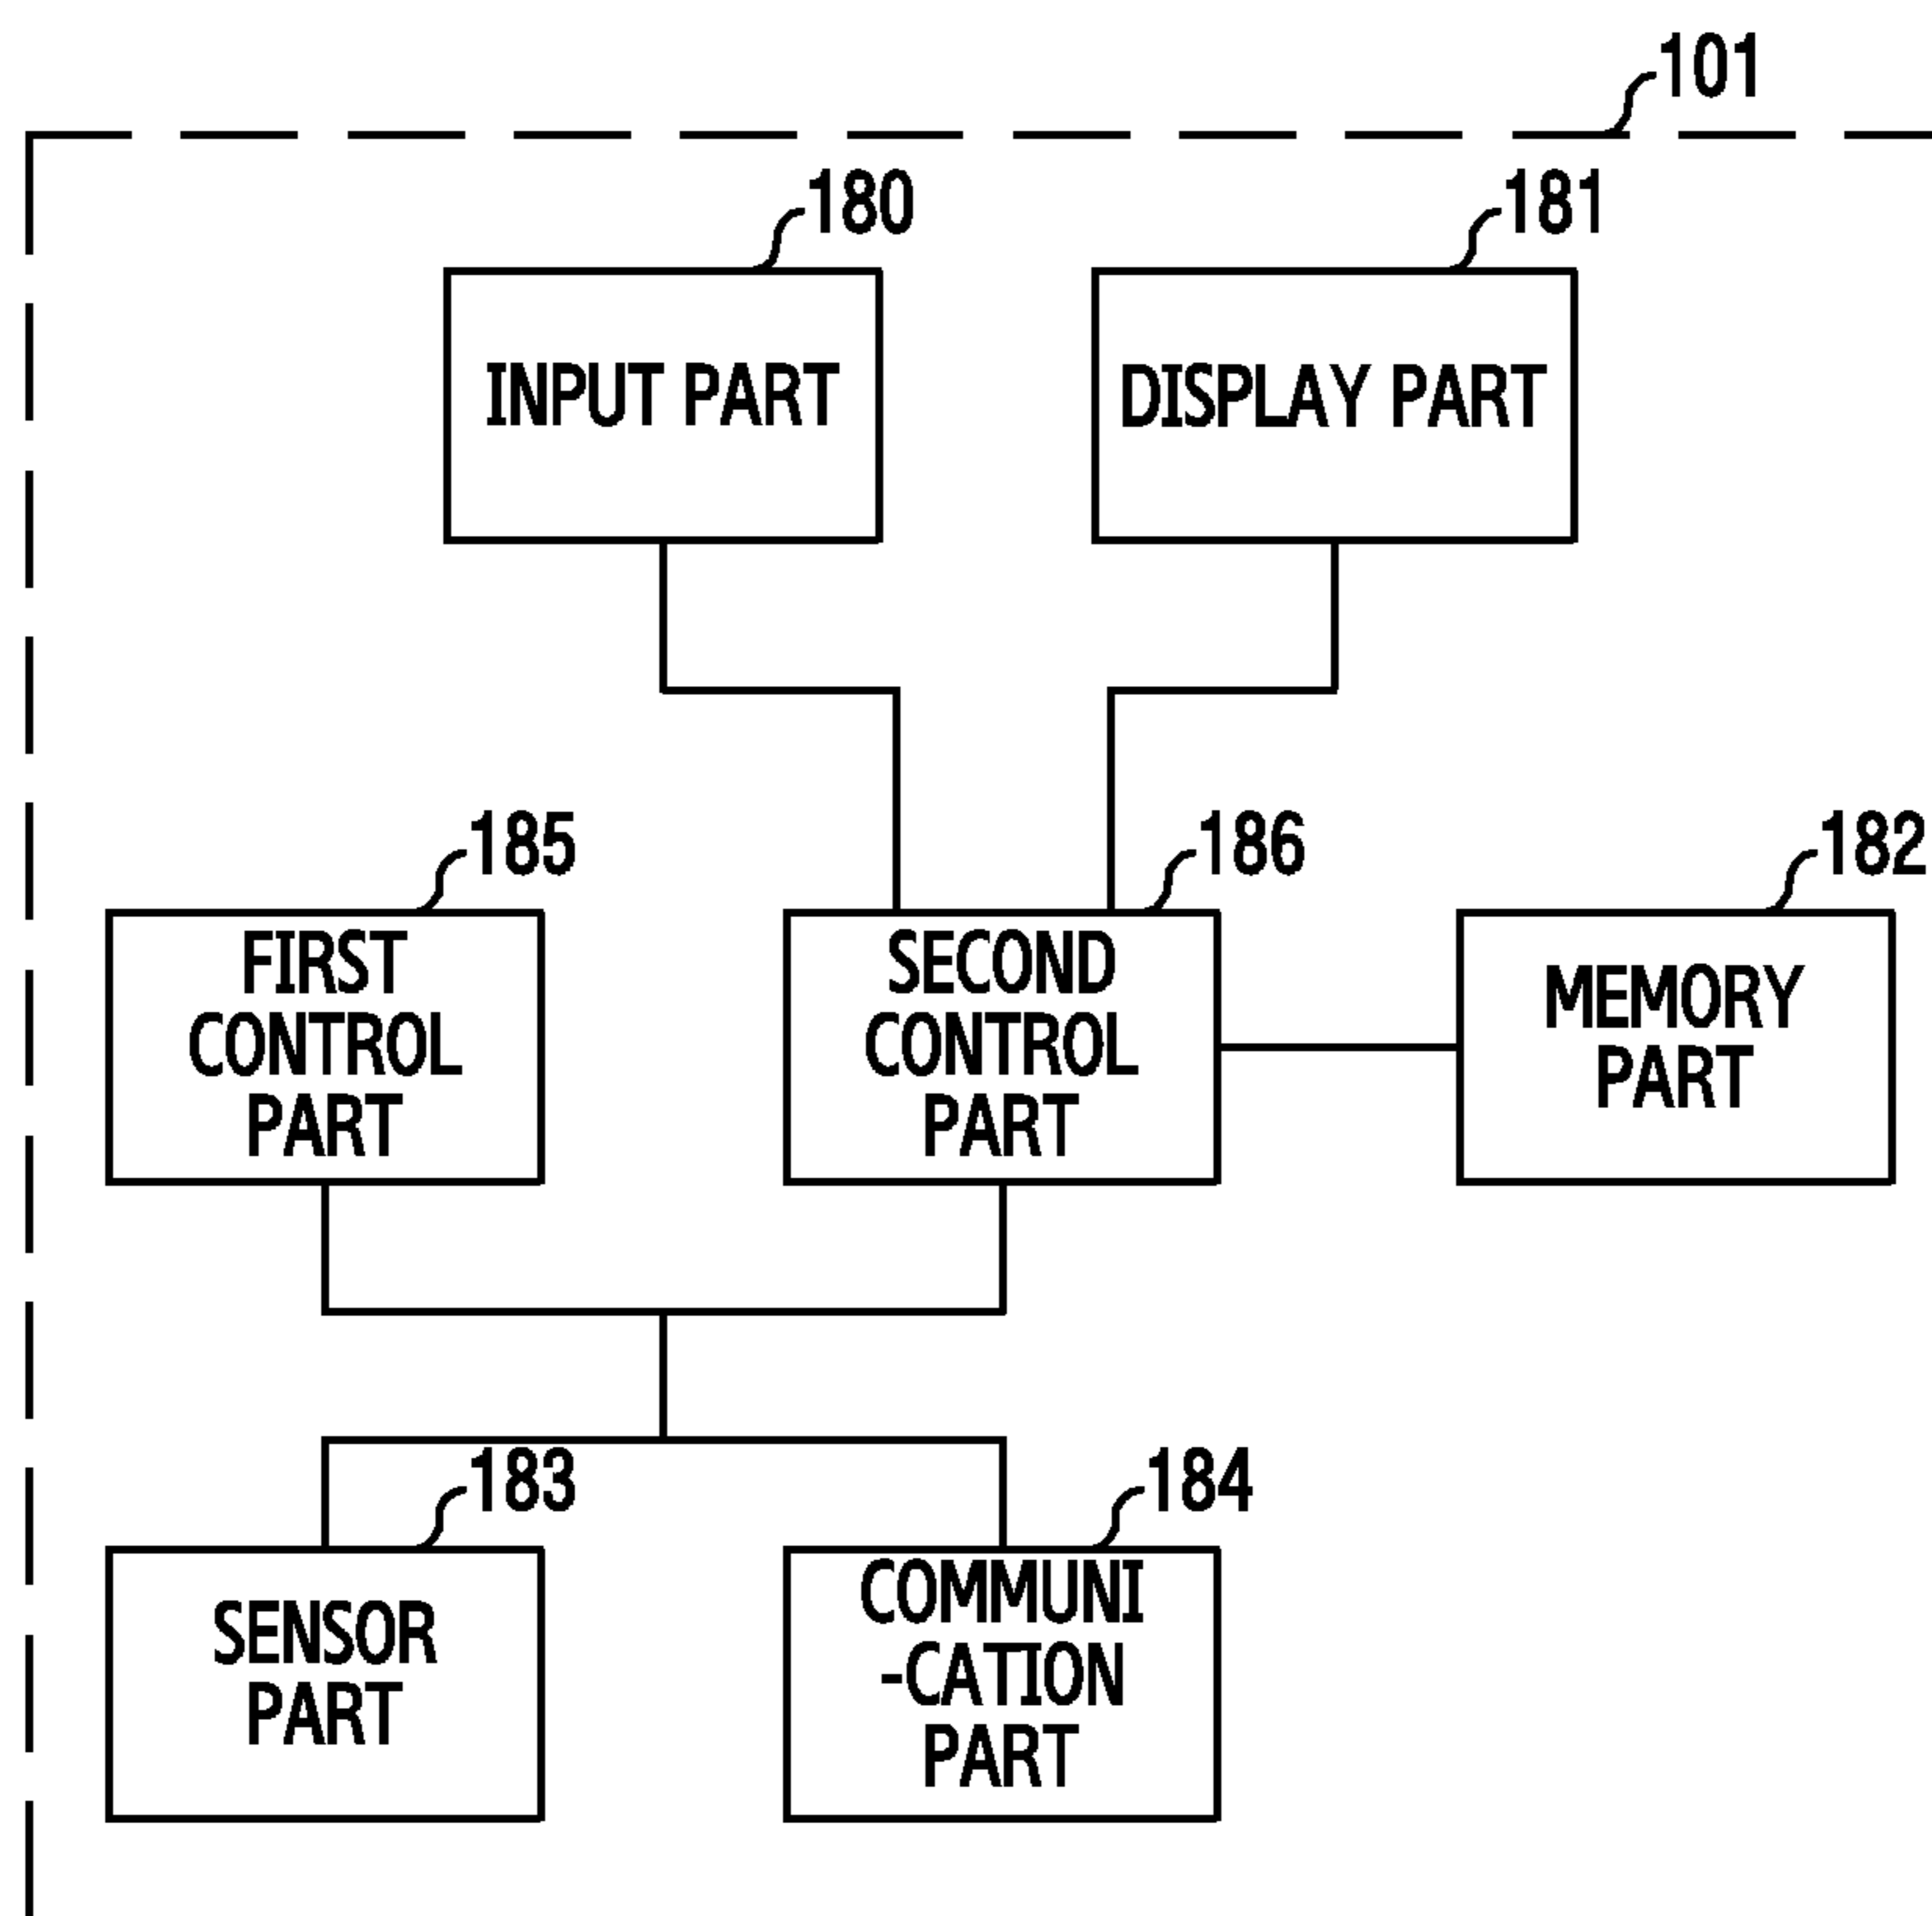 101
180
181
INPUT PART
DISPLAY PART
185
186
182
FIRST
CONTROL
PART
SECOND
CONTROL
PART
MEMORY
PART
183
184
SENSOR
PART
COMMUNI
-CATION
PART